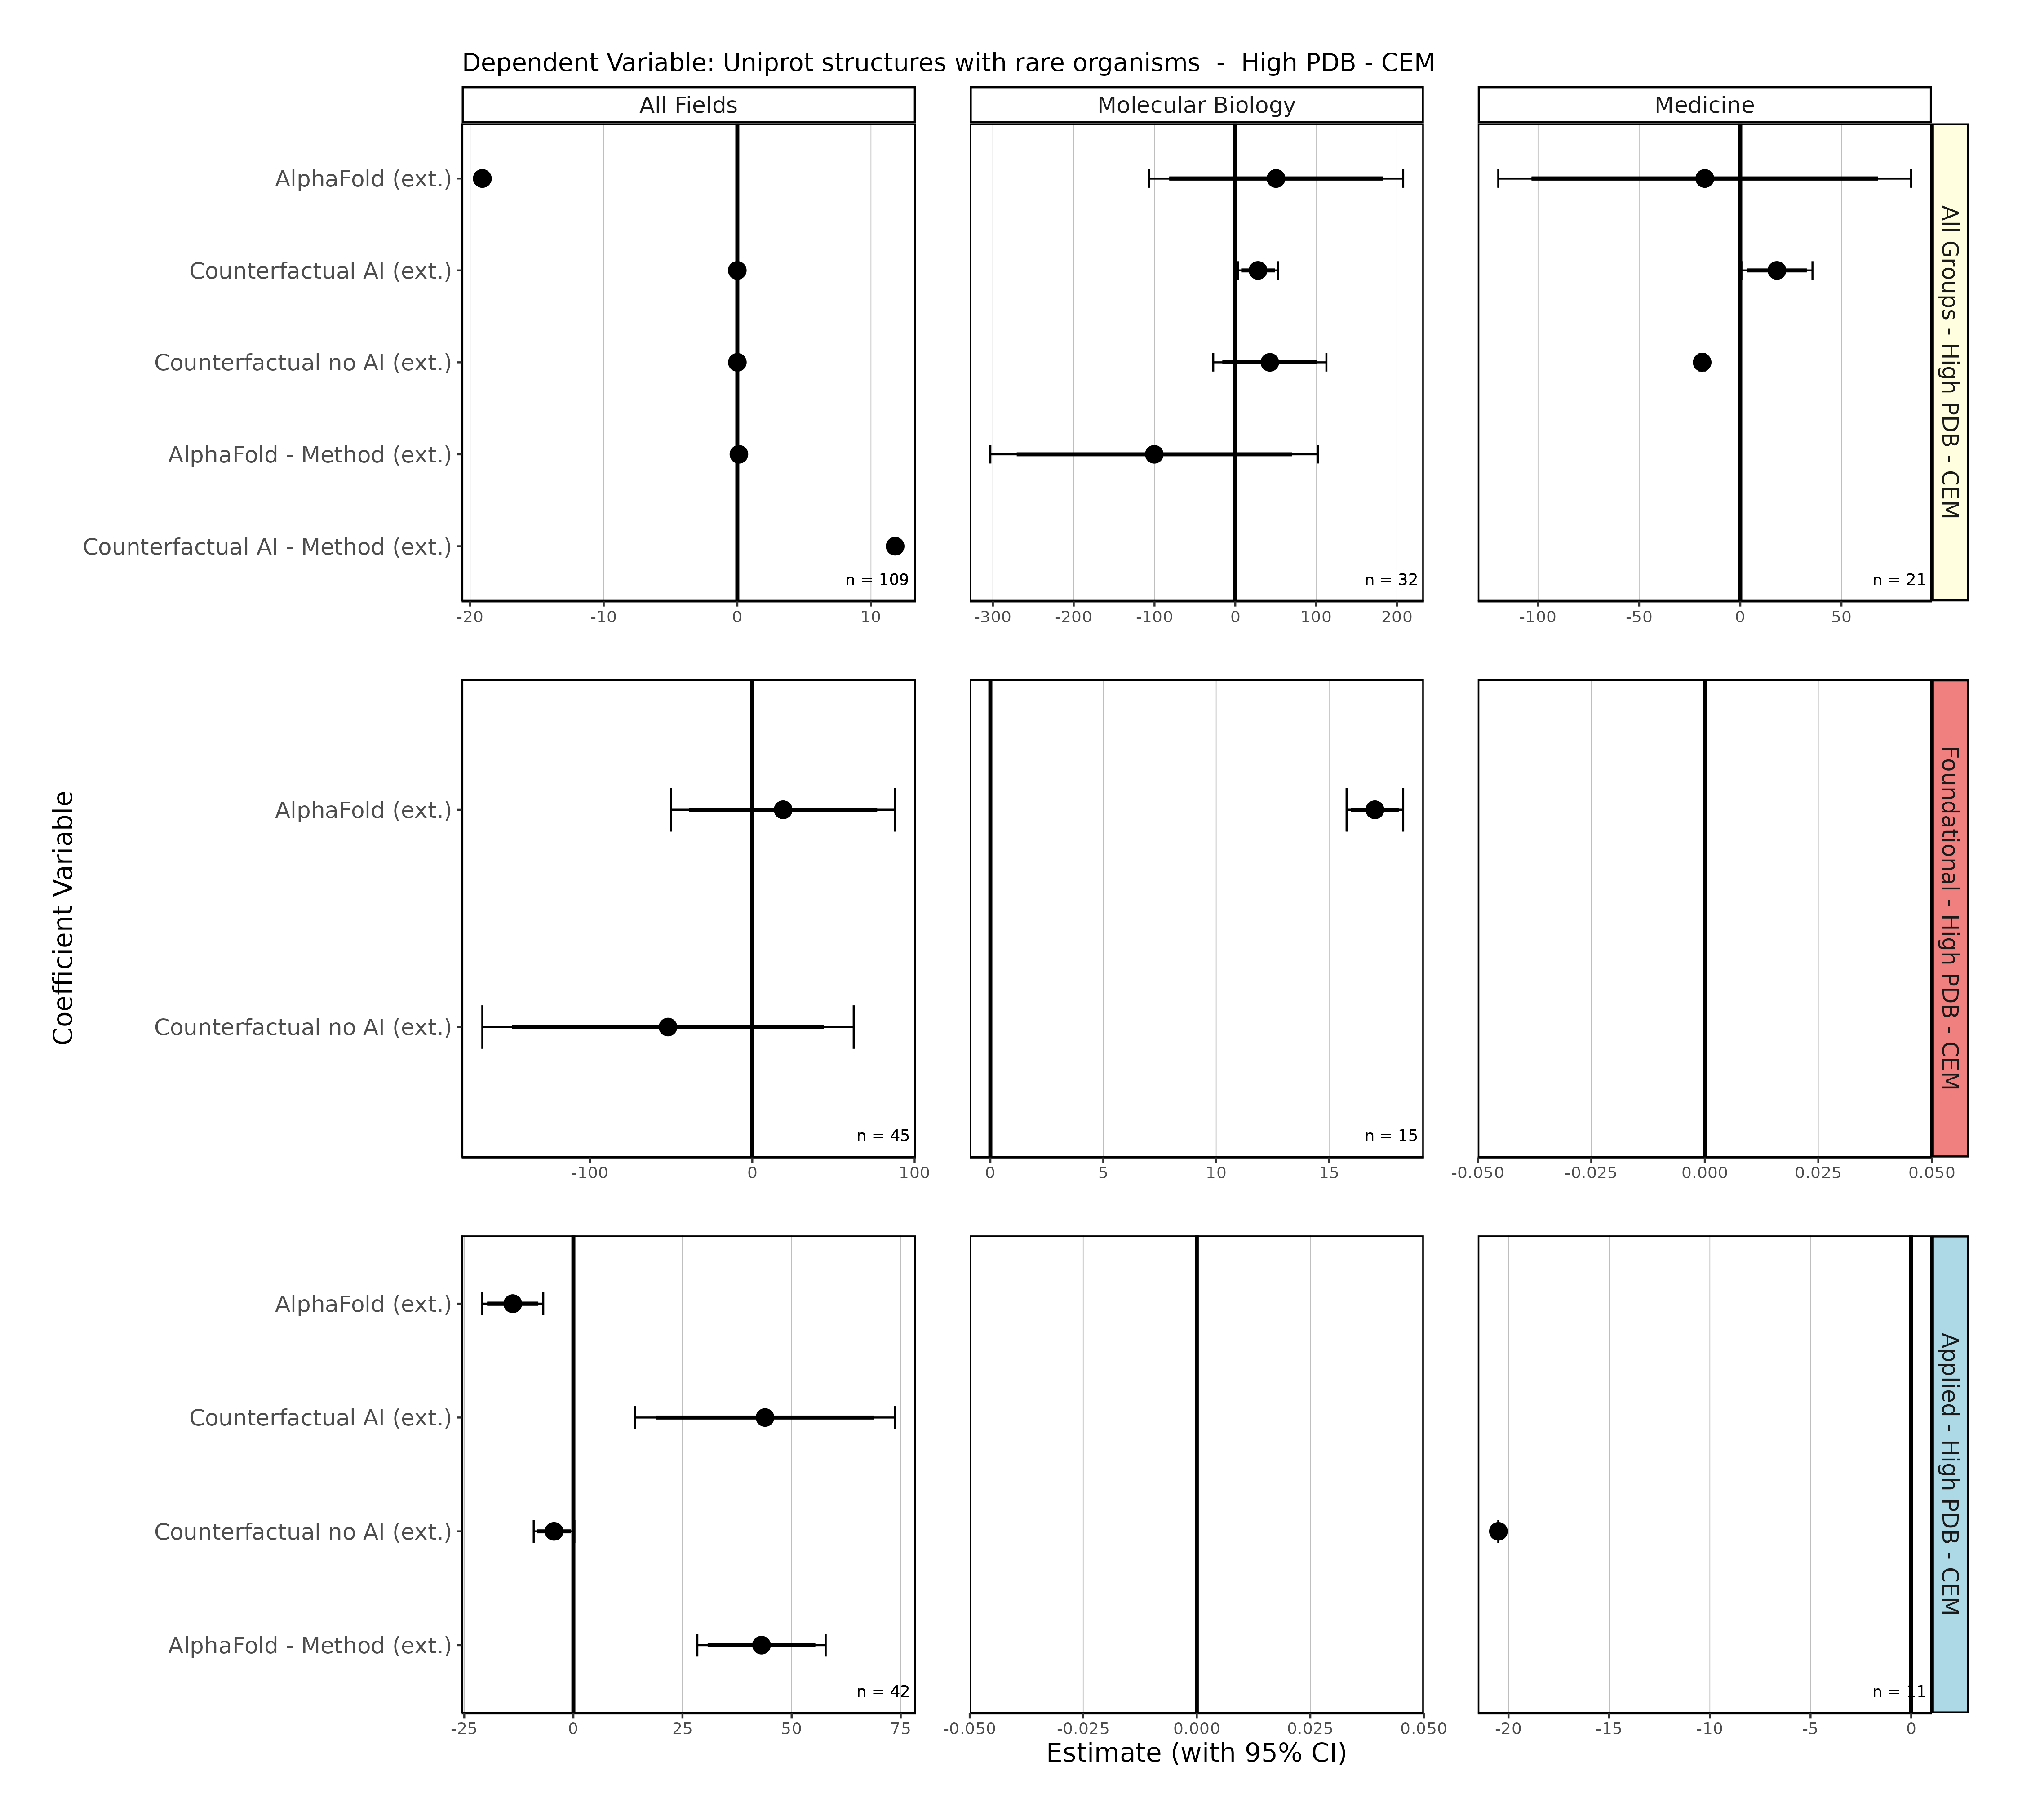 Dependent Variable: Uniprot structures with rare organisms - High PDB - CEM
All Fields
Molecular Biology
Medicine
AlphaFold (ext.)
Counterfactual AI (ext.)
Counterfactual no AI (ext.)
AlphaFold - Method (ext.)
Counterfactual AI - Method (ext.)
n = 109
n = 32
n = 21
-20 -10 0 10
-300 -200 -100 0 100 200
-100 -50 0 50
All Groups - High PDB - CEM
Coefficient Variable
AlphaFold (ext.)
Counterfactual no AI (ext.)
n = 45
n = 15
-100 0 100
0 5 10 15
-0.050 -0.025 0.000 0.025 0.050
Foundational - High PDB - CEM
AlphaFold (ext.)
Counterfactual AI (ext.)
Counterfactual no AI (ext.)
AlphaFold - Method (ext.)
n = 42
n = 11
-25 0 25 50 75
-0.050 -0.025 0.000 0.025 0.050
-20 -15 -10 -5 0
Applied - High PDB - CEM
Estimate (with 95% CI)